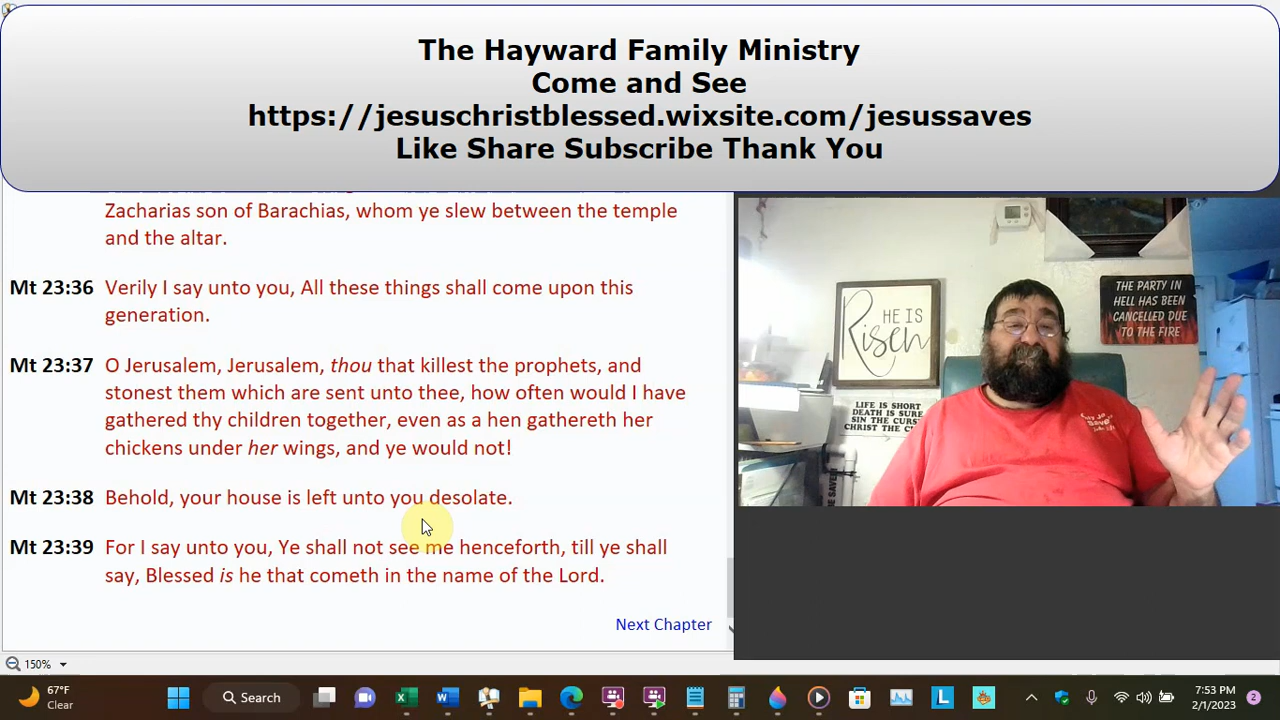 The Hayward Family Ministry
Come and See
https://jesuschristblessed.wixsite.com/jesussaves
Like Share Subscribe Thank You
Zacharias son of Barachias, whom ye slew between the temple
and the altar.
Mt 23:36 Verily I say unto you, All these things shall come upon this
generation.
Mt 23:37 O Jerusalem, Jerusalem, thou that killest the prophets, and
stonest them which are sent unto thee, how often would I have
gathered thy children together, even as a hen gathereth her
chickens under her wings, and ye would not!
Mt 23:38 Behold, your house is left unto you desolate.
Mt 23:39 For I say unto you, Ye shall not see me henceforth, till ye shall
say, Blessed is he that cometh in the name of the Lord.
Next Chapter
150%
HE IS
Risen
THE PARTY IN
HELL HAS BEEN
CANCELLED DUE
TO THE FIRE
LIFE IS SHORT
DEATH IS SURE
SIN THE
CHRIST THE
67°F
Clear
Search
7:53 PM
2/1/2023
2